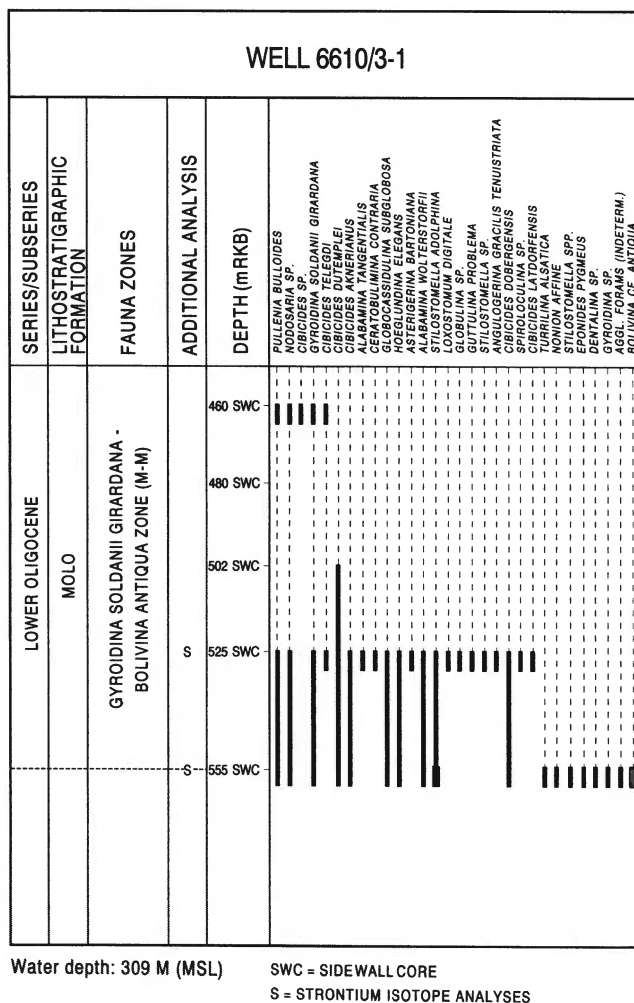 WELL 6610/3-1
SERIES/SUBSERIES
LITHOSTRATIGRAPHIC
FORMATION
FAUNA ZONES
ADDITIONAL ANALYSIS
DEPTH (mRKB)
PULLENIA BULLOIDES
NODOSARIA SP.
CIBICIDES SP.
GYROIDINA SOLDANII GIRARDANA
CIBICIDES TELEGDI
CIBICIDES DUTEMPLEI
CIBICIDES AKNERIANUS
ALABAMINA TANGENTIALIS
CERATOBULIMINA CONTRARIA
GLOBOCASSIDULINA SUBGLOBOSA
HOEGLUNDINA ELEGANS
ASTERIGERINA BARTONIANA
ALABAMINA WOLTERSTORFII
STILOSTOMELLA ADOLPHINA
LOXOSTOMUM DIGITALE
GLOBULINA SP.
GUTTULINA PROBLEMA
STILOSTOMELLA SP.
ANGULOGERINA GRACILIS TENUISTRIATA
CIBICIDES DOBERGENSIS
SPIROLOCULINA SP.
CIBICIDES LATDORFENSIS
TURRILINA ALSATICA
NONION AFFINE
STILOSTOMELLA SPP.
EPONIDES PYGMEUS
DENTALINA SP.
GYROIDINA SP.
AGGL. FORAMS (INDETERM.)
BOLIVINA CF. ANTIQUA
LOWER OLIGOCENE
MOLO
GYROIDINA SOLDANII GIRARDANA -
BOLIVINA ANTIQUA ZONE (M-M)
460 SWC
480 SWC
502 SWC
S 525 SWC
S 555 SWC
Water depth: 309 M (MSL)
SWC = SIDEWALL CORE
S = STRONTIUM ISOTOPE ANALYSES